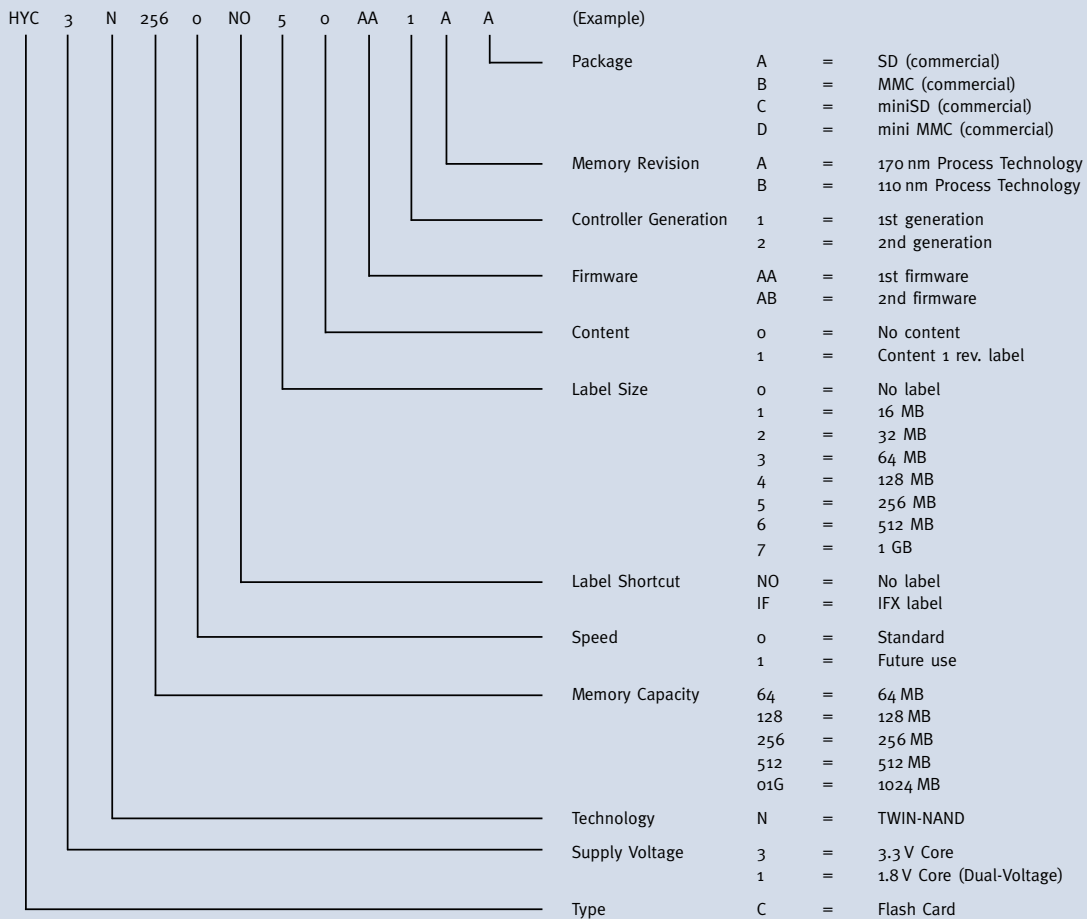 HYC 3 N 256 0 NO 5 0 AA 1 A A (Example)
Package A = SD (commercial)
B = MMC (commercial)
C = miniSD (commercial)
D = mini MMC (commercial)
Memory Revision A = 170 nm Process Technology
B = 110 nm Process Technology
Controller Generation 1 = 1st generation
2 = 2nd generation
Firmware AA = 1st firmware
AB = 2nd firmware
Content 0 = No content
1 = Content 1 rev. label
Label Size 0 = No label
1 = 16 MB
2 = 32 MB
3 = 64 MB
4 = 128 MB
5 = 256 MB
6 = 512 MB
7 = 1 GB
Label Shortcut NO = No label
IF = IFX label
Speed 0 = Standard
1 = Future use
Memory Capacity 64 = 64 MB
128 = 128 MB
256 = 256 MB
512 = 512 MB
01G = 1024 MB
Technology N = TWIN-NAND
Supply Voltage 3 = 3.3 V Core
1 = 1.8 V Core (Dual-Voltage)
Type C = Flash Card